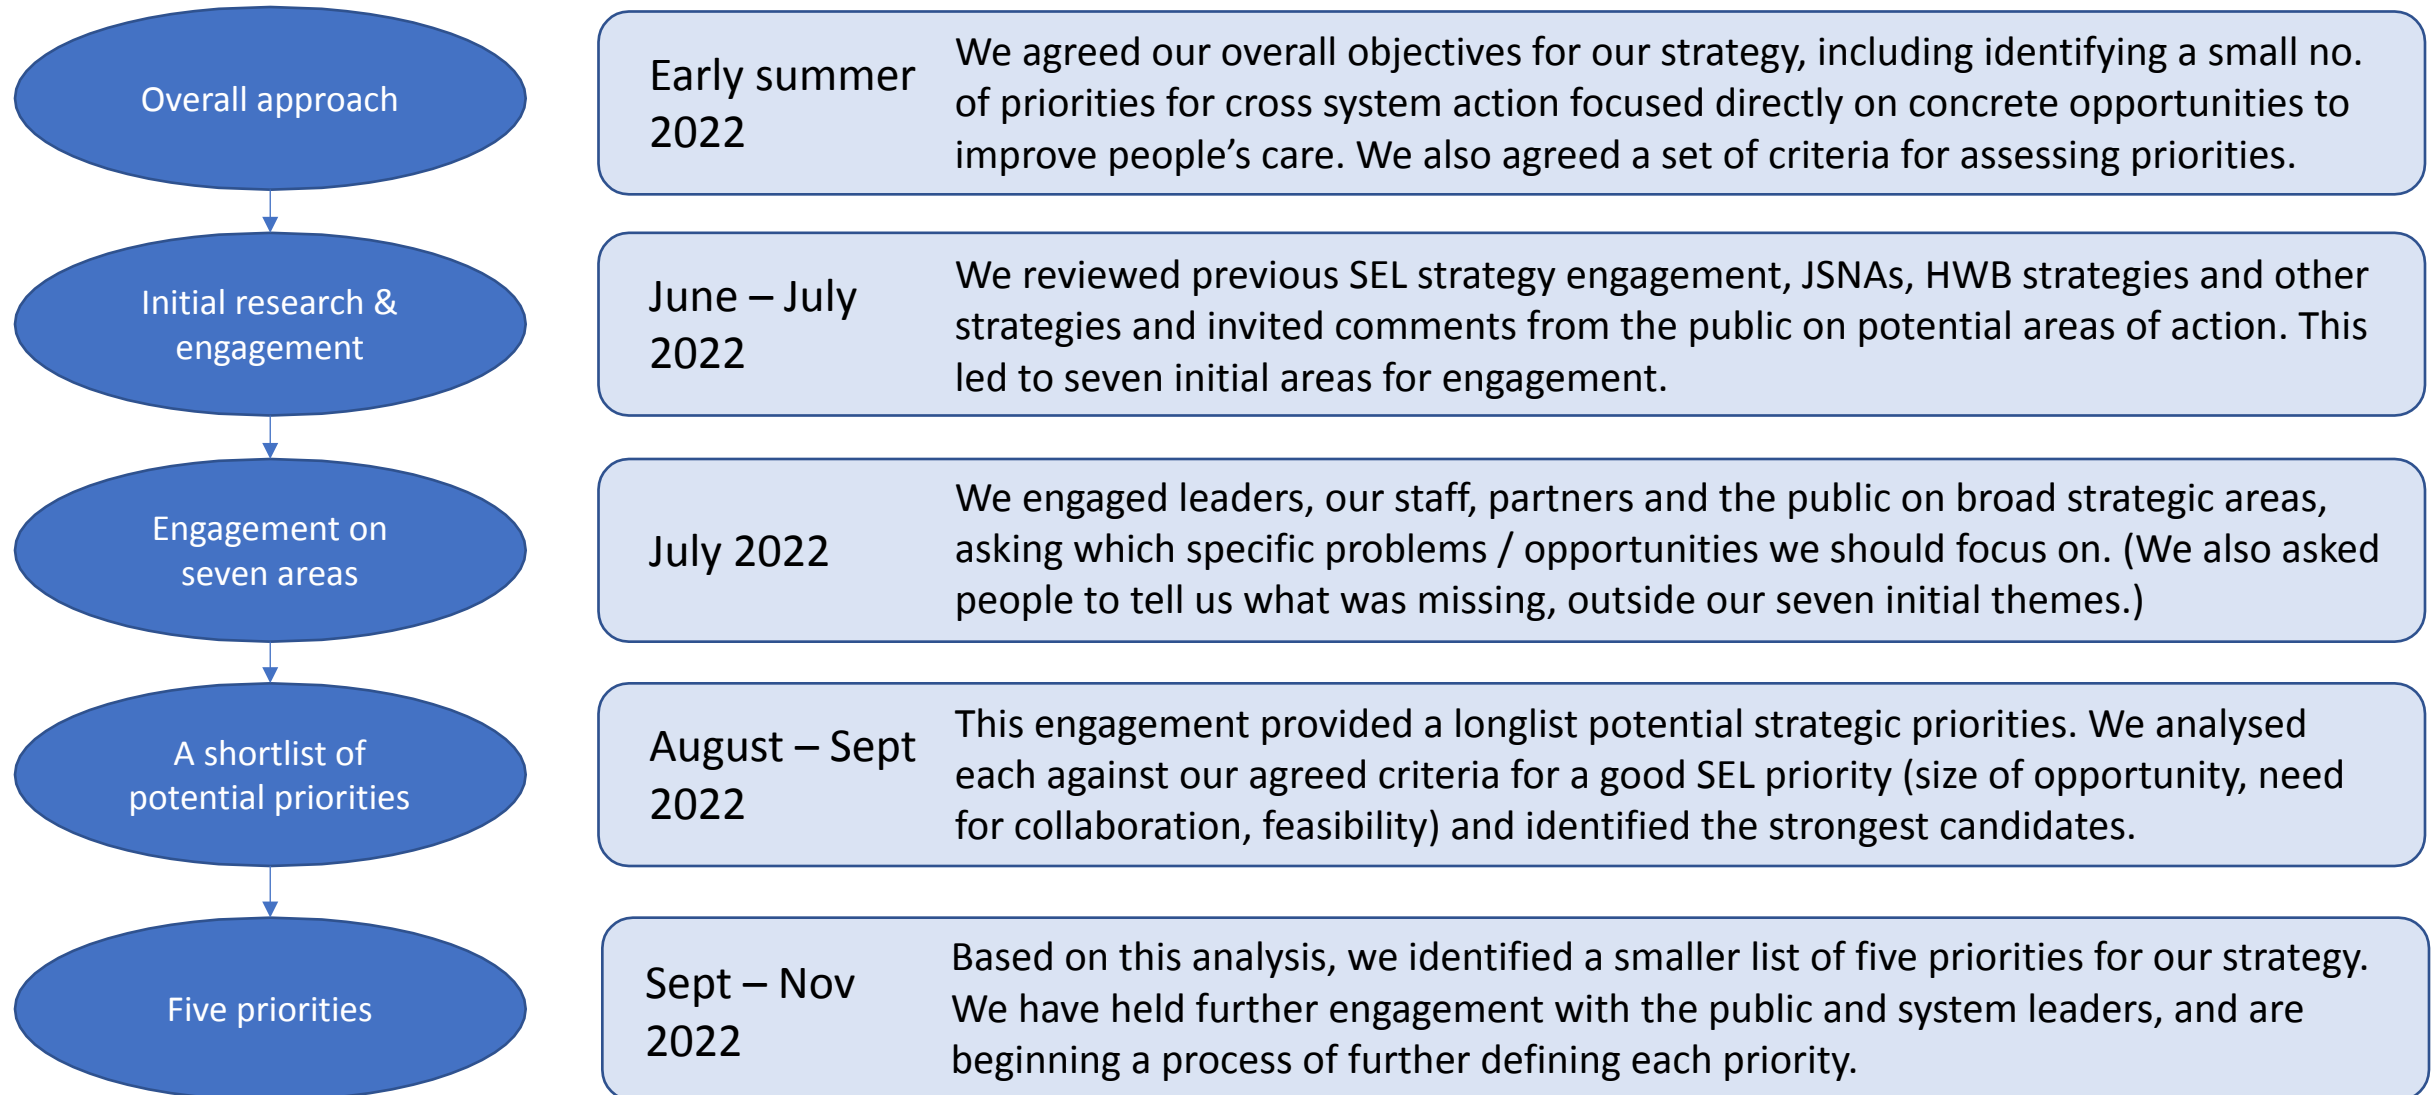 Overall approach
Early summer
2022
We agreed our overall objectives for our strategy, including identifying a small no.
of priorities for cross system action focused directly on concrete opportunities to
improve people’s care. We also agreed a set of criteria for assessing priorities.
Initial research &
engagement
June – July
2022
We reviewed previous SEL strategy engagement, JSNAs, HWB strategies and other
strategies and invited comments from the public on potential areas of action. This
led to seven initial areas for engagement.
Engagement on
seven areas
July 2022
We engaged leaders, our staff, partners and the public on broad strategic areas,
asking which specific problems / opportunities we should focus on. (We also asked
people to tell us what was missing, outside our seven initial themes.)
A shortlist of
potential priorities
August – Sept
2022
This engagement provided a longlist potential strategic priorities. We analysed
each against our agreed criteria for a good SEL priority (size of opportunity, need
for collaboration, feasibility) and identified the strongest candidates.
Five priorities
Sept – Nov
2022
Based on this analysis, we identified a smaller list of five priorities for our strategy.
We have held further engagement with the public and system leaders, and are
beginning a process of further defining each priority.